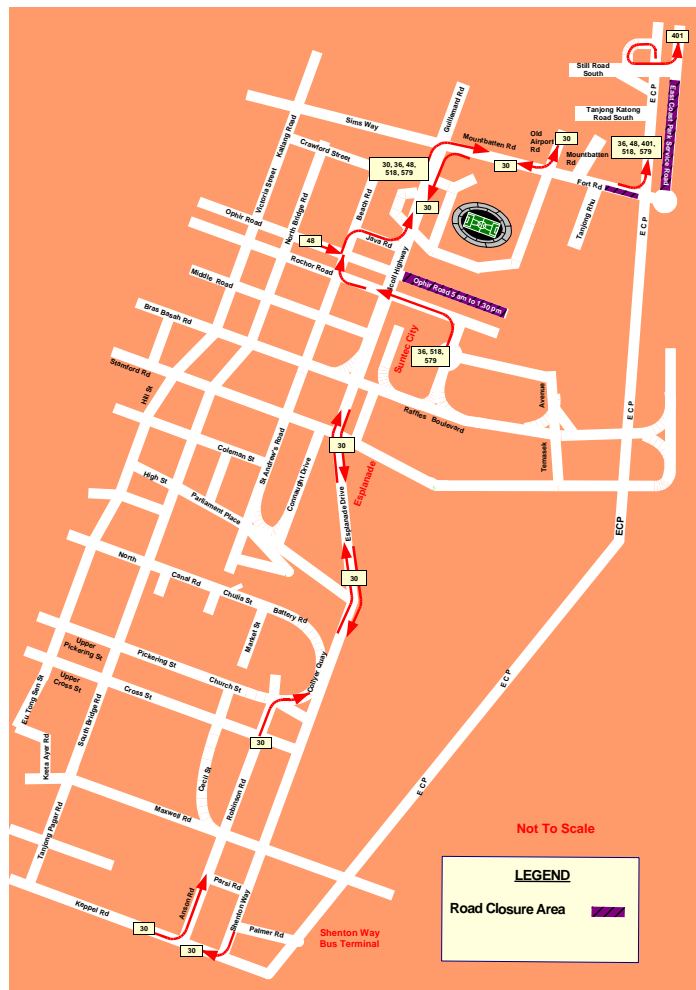 401
Still Road
South
E C P
East Coast Park Service Road
Tanjong Katong
Road South
Guillemard Rd
Sims Way
Kallang Road
Mountbatten Rd
Old
Airport
Rd
30
36, 48, 401,
518, 579
Crawford Street
30, 36, 48,
518, 579
30
Mountbatten
Rd
Fort Rd
Victoria Street
North Bridge Rd
Beach Rd
30
Tanjong Rhu
E C P
Ophir Road
48
Java Rd
Rochor Road
Nicoll Highway
Middle Road
Ophir Road 5 am to 1.30 pm
Bras Basah Rd
Suntec City
36, 518,
579
Stamford Rd
Hill St
Raffles Boulevard
Avenue
E C P
Temasek
St Andrew's Road
30
Coleman St
Connaught Drive
Esplanade
High St
Parliament Place
Esplanade Drive
ECP
North
Canal Rd
30
Chulia St
Battery Rd
Market St
Upper
Pickering St
Pickering St
Upper
Cross St
Church St
Cross St
Collyer Quay
E C P
Eu Tong Sen St
South Bridge Rd
30
Kreta Ayer Rd
Cecil St
Robinson Rd
E C P
Maxwell Rd
Tanjong Pagar Rd
Not To Scale
LEGEND
Road Closure Area
Parsi Rd
Anson Rd
Shenton Way
Keppel Rd
30
Palmer Rd
30
Shenton Way
Bus Terminal